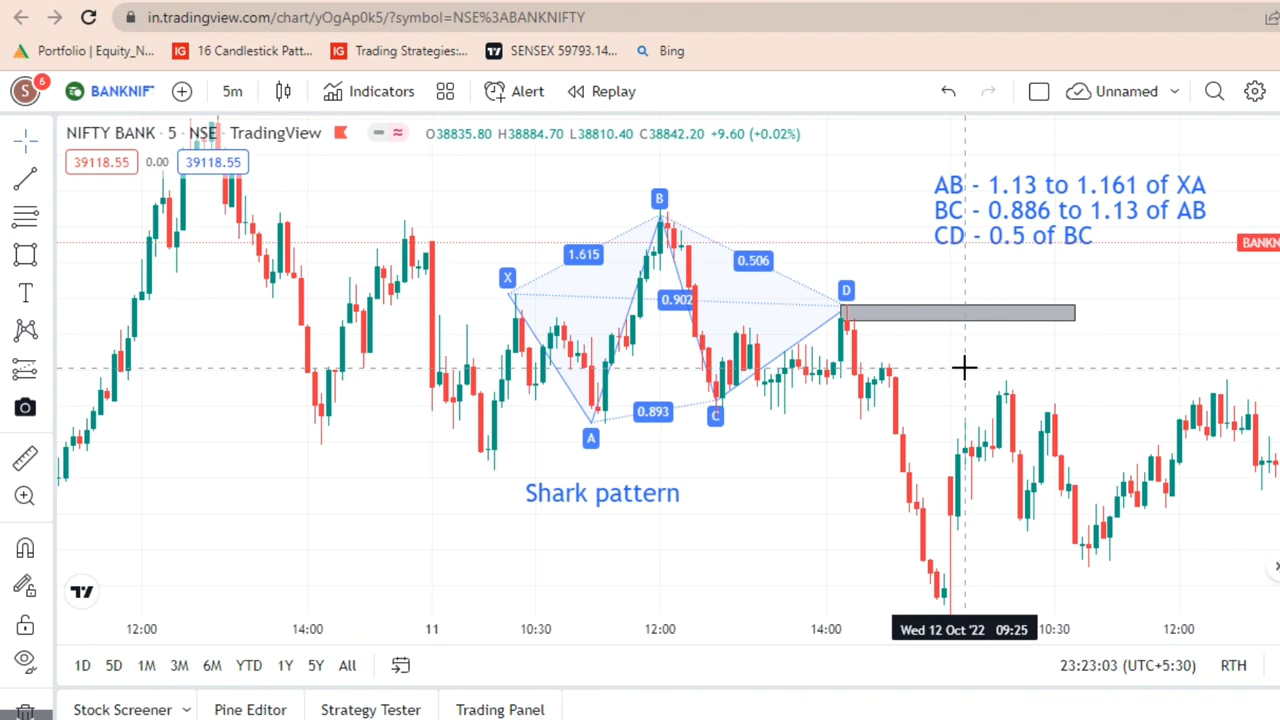 in.tradingview.com/chart/yOgAp0k5/?symbol=NSE%3ABANKNIFTY
Portfolio | Equity_N... IG 16 Candlestick Patt... IG Trading Strategies:... SENSEX 59793.14... Bing
S 6 BANKNIF 5m Indicators Alert Replay Unnamed
NIFTY BANK · 5 · NSE TradingView O38835.80 H38884.70 L38810.40 C38842.20 +9.60 (+0.02%)
39118.55 0.00 39118.55
AB - 1.13 to 1.161 of XA
BC - 0.886 to 1.13 of AB
CD - 0.5 of BC
BANKN
B
1.615 0.506
X D
0.902
0.893 C
A
Shark pattern
12:00 14:00 11 10:30 12:00 14:00 Wed 12 Oct '22 09:25 10:30 12:00
1D 5D 1M 3M 6M YTD 1Y 5Y All 23:23:03 (UTC+5:30) RTH
Stock Screener Pine Editor Strategy Tester Trading Panel